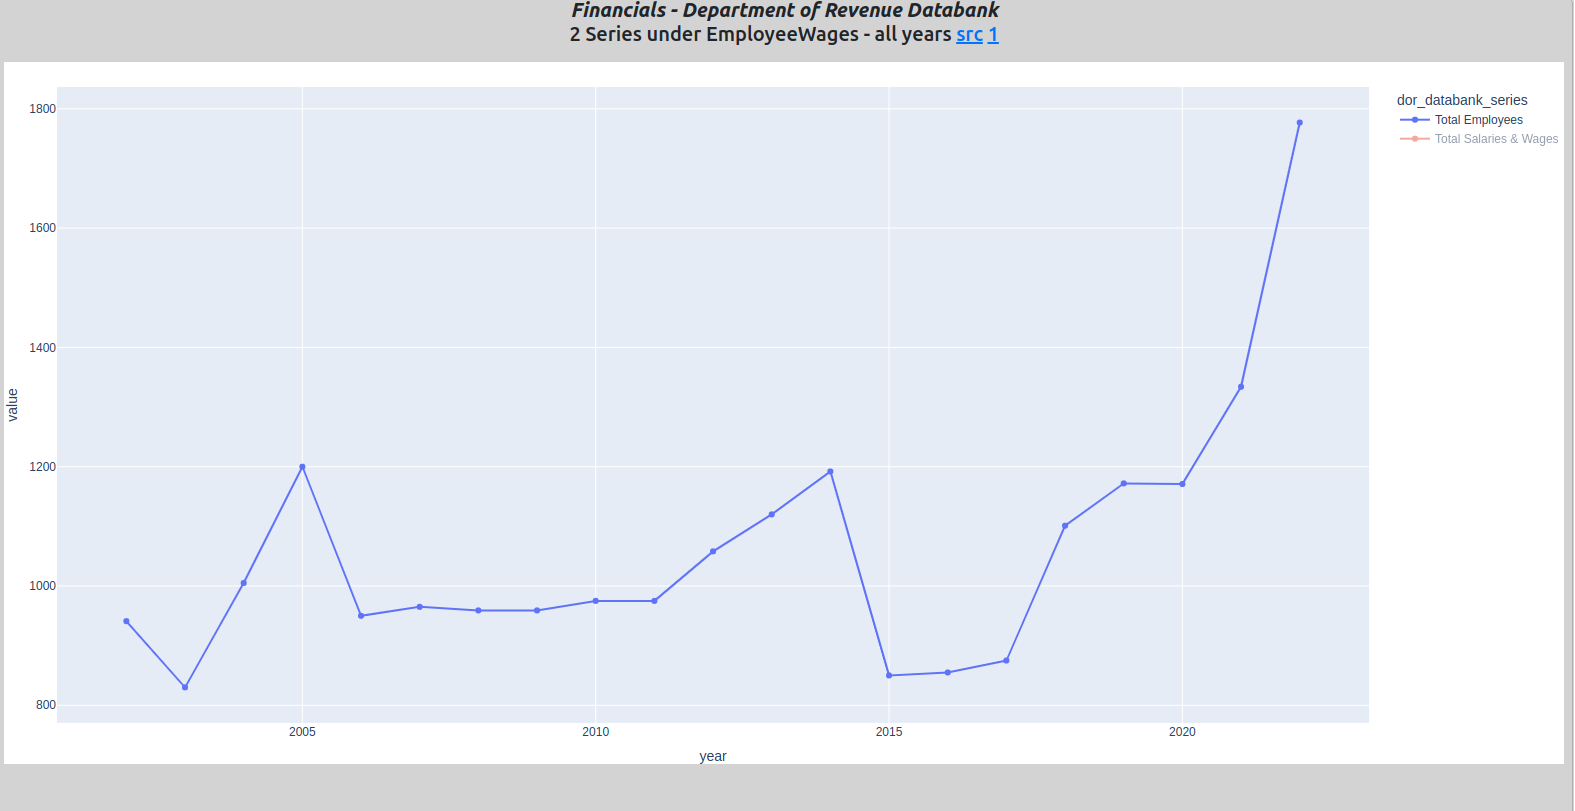 Financials - Department of Revenue Databank
2 Series under EmployeeWages - all years src 1
dor_databank_series
Total Employees
Total Salaries & Wages
value
1800
1600
1400
1200
1000
800
2005
2010
2015
2020
year